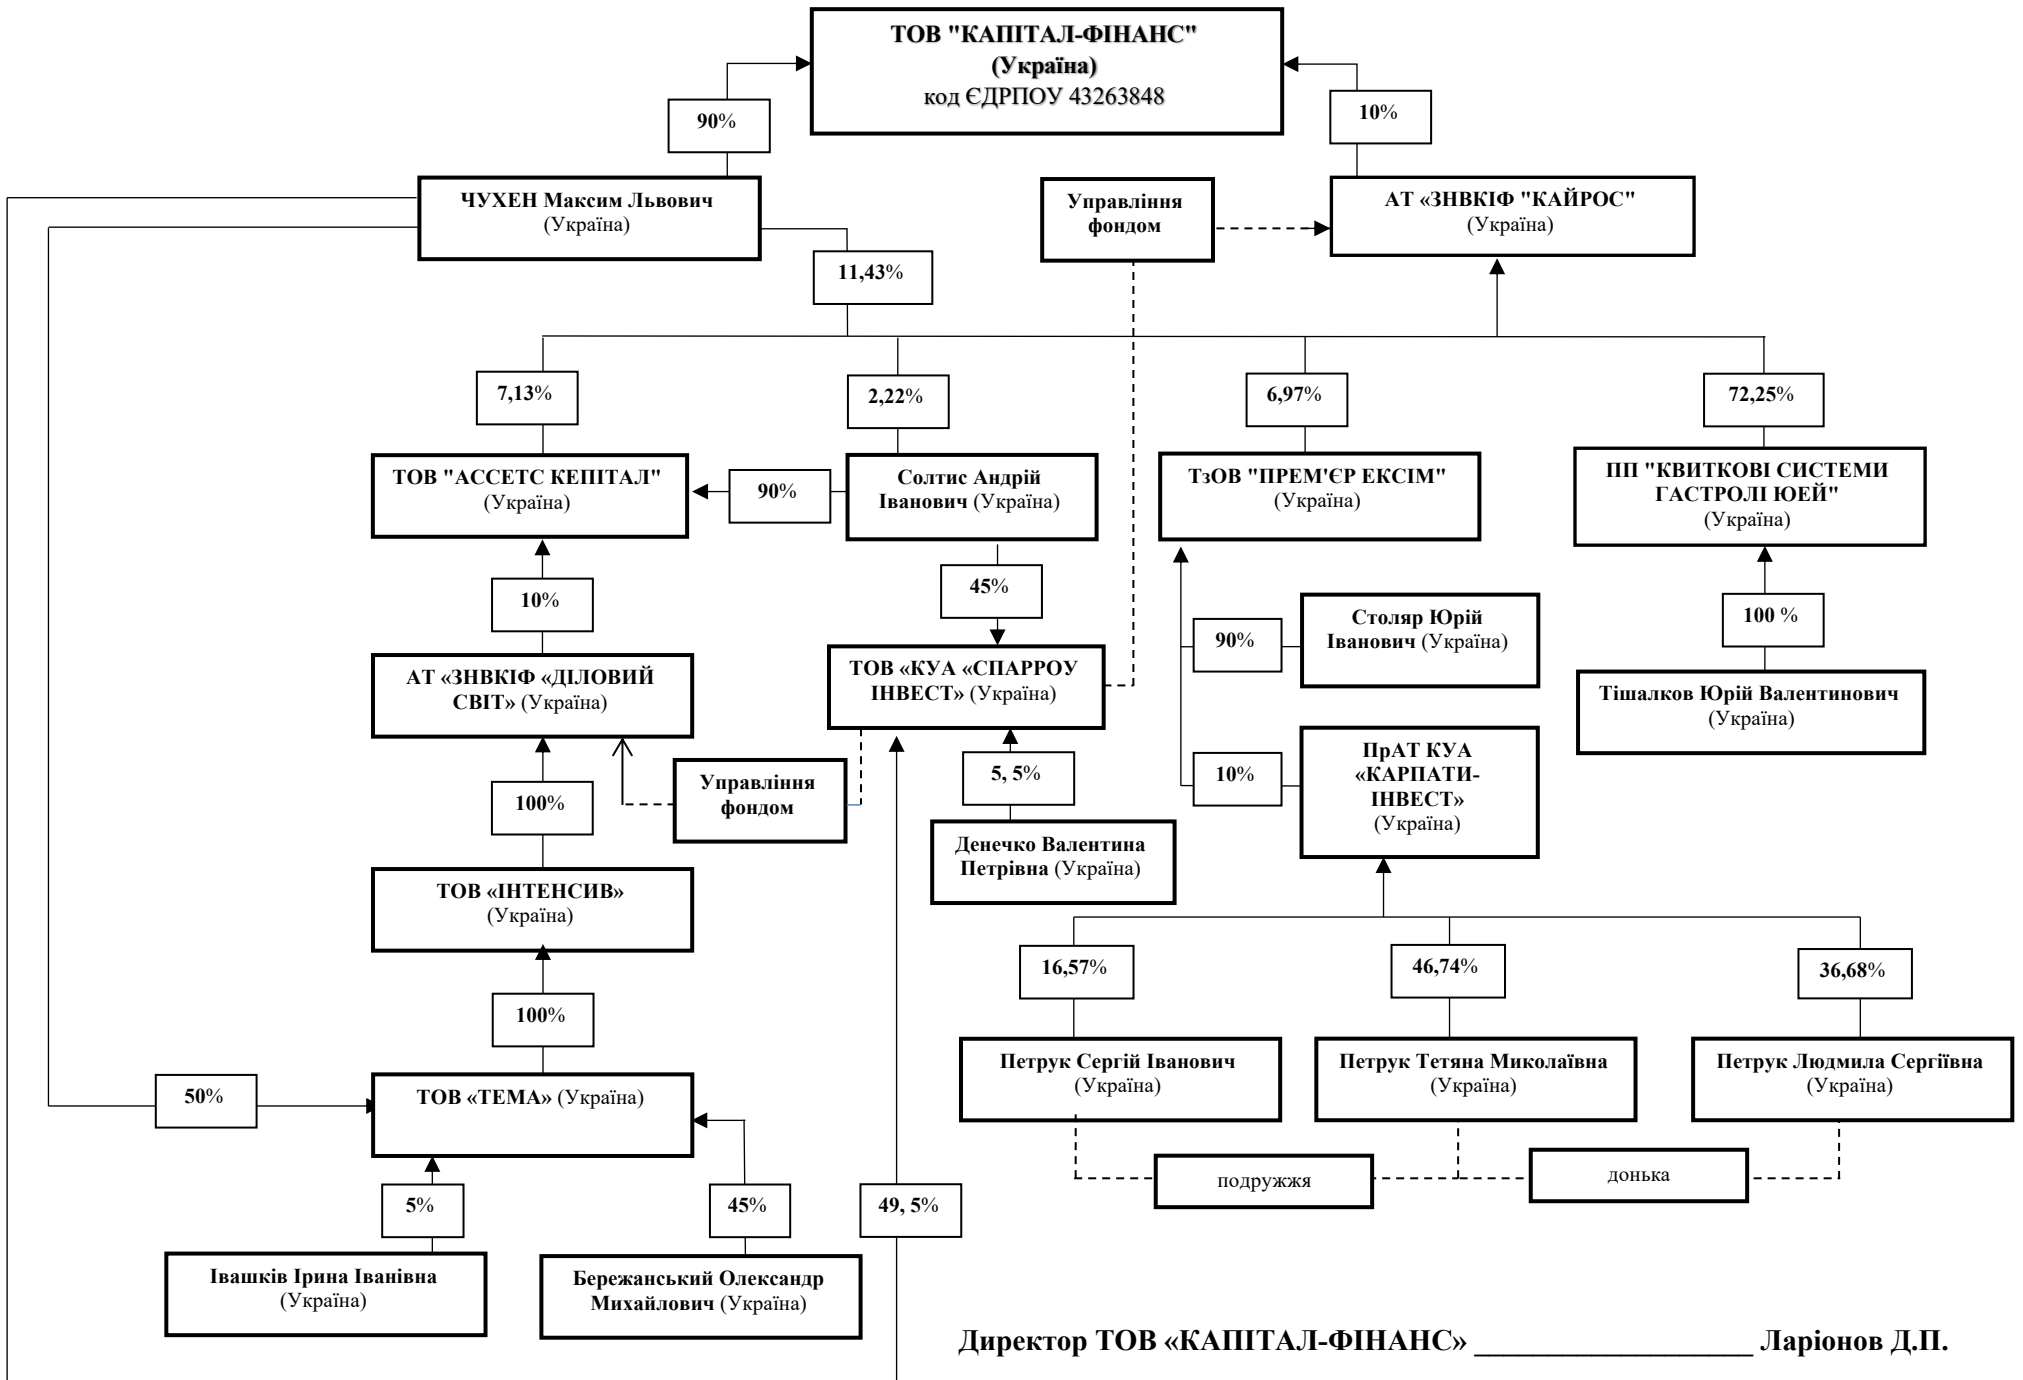 ТОВ "КАПІТАЛ-ФІНАНС"
(Україна)
код ЄДРПОУ 43263848
90%
10%
ЧУХЕН Максим Львович
(Україна)
Управління
фондом
АТ «ЗНВКІФ "КАЙРОС"
(Україна)
11,43%
7,13%
2,22%
6,97%
72,25%
ТОВ "АССЕТС КЕПІТАЛ"
(Україна)
90%
Солтис Андрій
Іванович (Україна)
ТзОВ "ПРЕМ'ЄР ЕКСІМ"
(Україна)
ПП "КВИТКОВІ СИСТЕМИ
ГАСТРОЛІ ЮЕЙ"
(Україна)
10%
45%
90%
Столяр Юрій
Іванович (Україна)
100 %
АТ «ЗНВКІФ «ДІЛОВИЙ
СВІТ» (Україна)
ТОВ «КУА «СПАРРОУ
ІНВЕСТ» (Україна)
Тішалков Юрій Валентинович
(Україна)
100%
Управління
фондом
5, 5%
10%
ПрАТ КУА
«КАРПАТИ-
ІНВЕСТ»
(Україна)
Денечко Валентина
Петрівна (Україна)
ТОВ «ІНТЕНСИВ»
(Україна)
16,57%
46,74%
36,68%
100%
Петрук Сергій Іванович
(Україна)
Петрук Тетяна Миколаївна
(Україна)
Петрук Людмила Сергіївна
(Україна)
50%
ТОВ «ТЕМА» (Україна)
подружжя
донька
5%
45%
49, 5%
Івашків Ірина Іванівна
(Україна)
Бережанський Олександр
Михайлович (Україна)
Директор ТОВ «КАПІТАЛ-ФІНАНС» ____________________ Ларіонов Д.П.